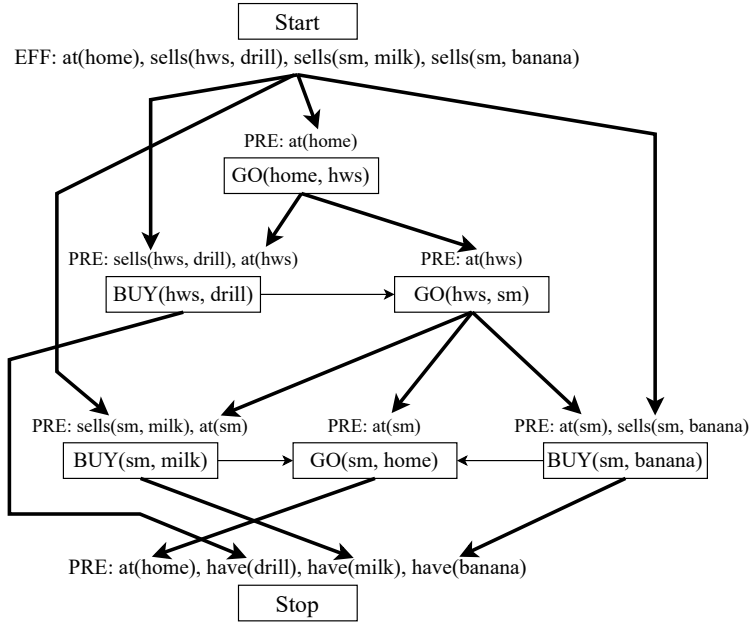 Start
EFF: at(home), sells(hws, drill), sells(sm, milk), sells(sm, banana)
PRE: at(home)
GO(home, hws)
PRE: sells(hws, drill), at(hws)
PRE: at(hws)
BUY(hws, drill)
GO(hws, sm)
PRE: sells(sm, milk), at(sm)
PRE: at(sm)
PRE: at(sm), sells(sm, banana)
BUY(sm, milk)
GO(sm, home)
BUY(sm, banana)
PRE: at(home), have(drill), have(milk), have(banana)
Stop